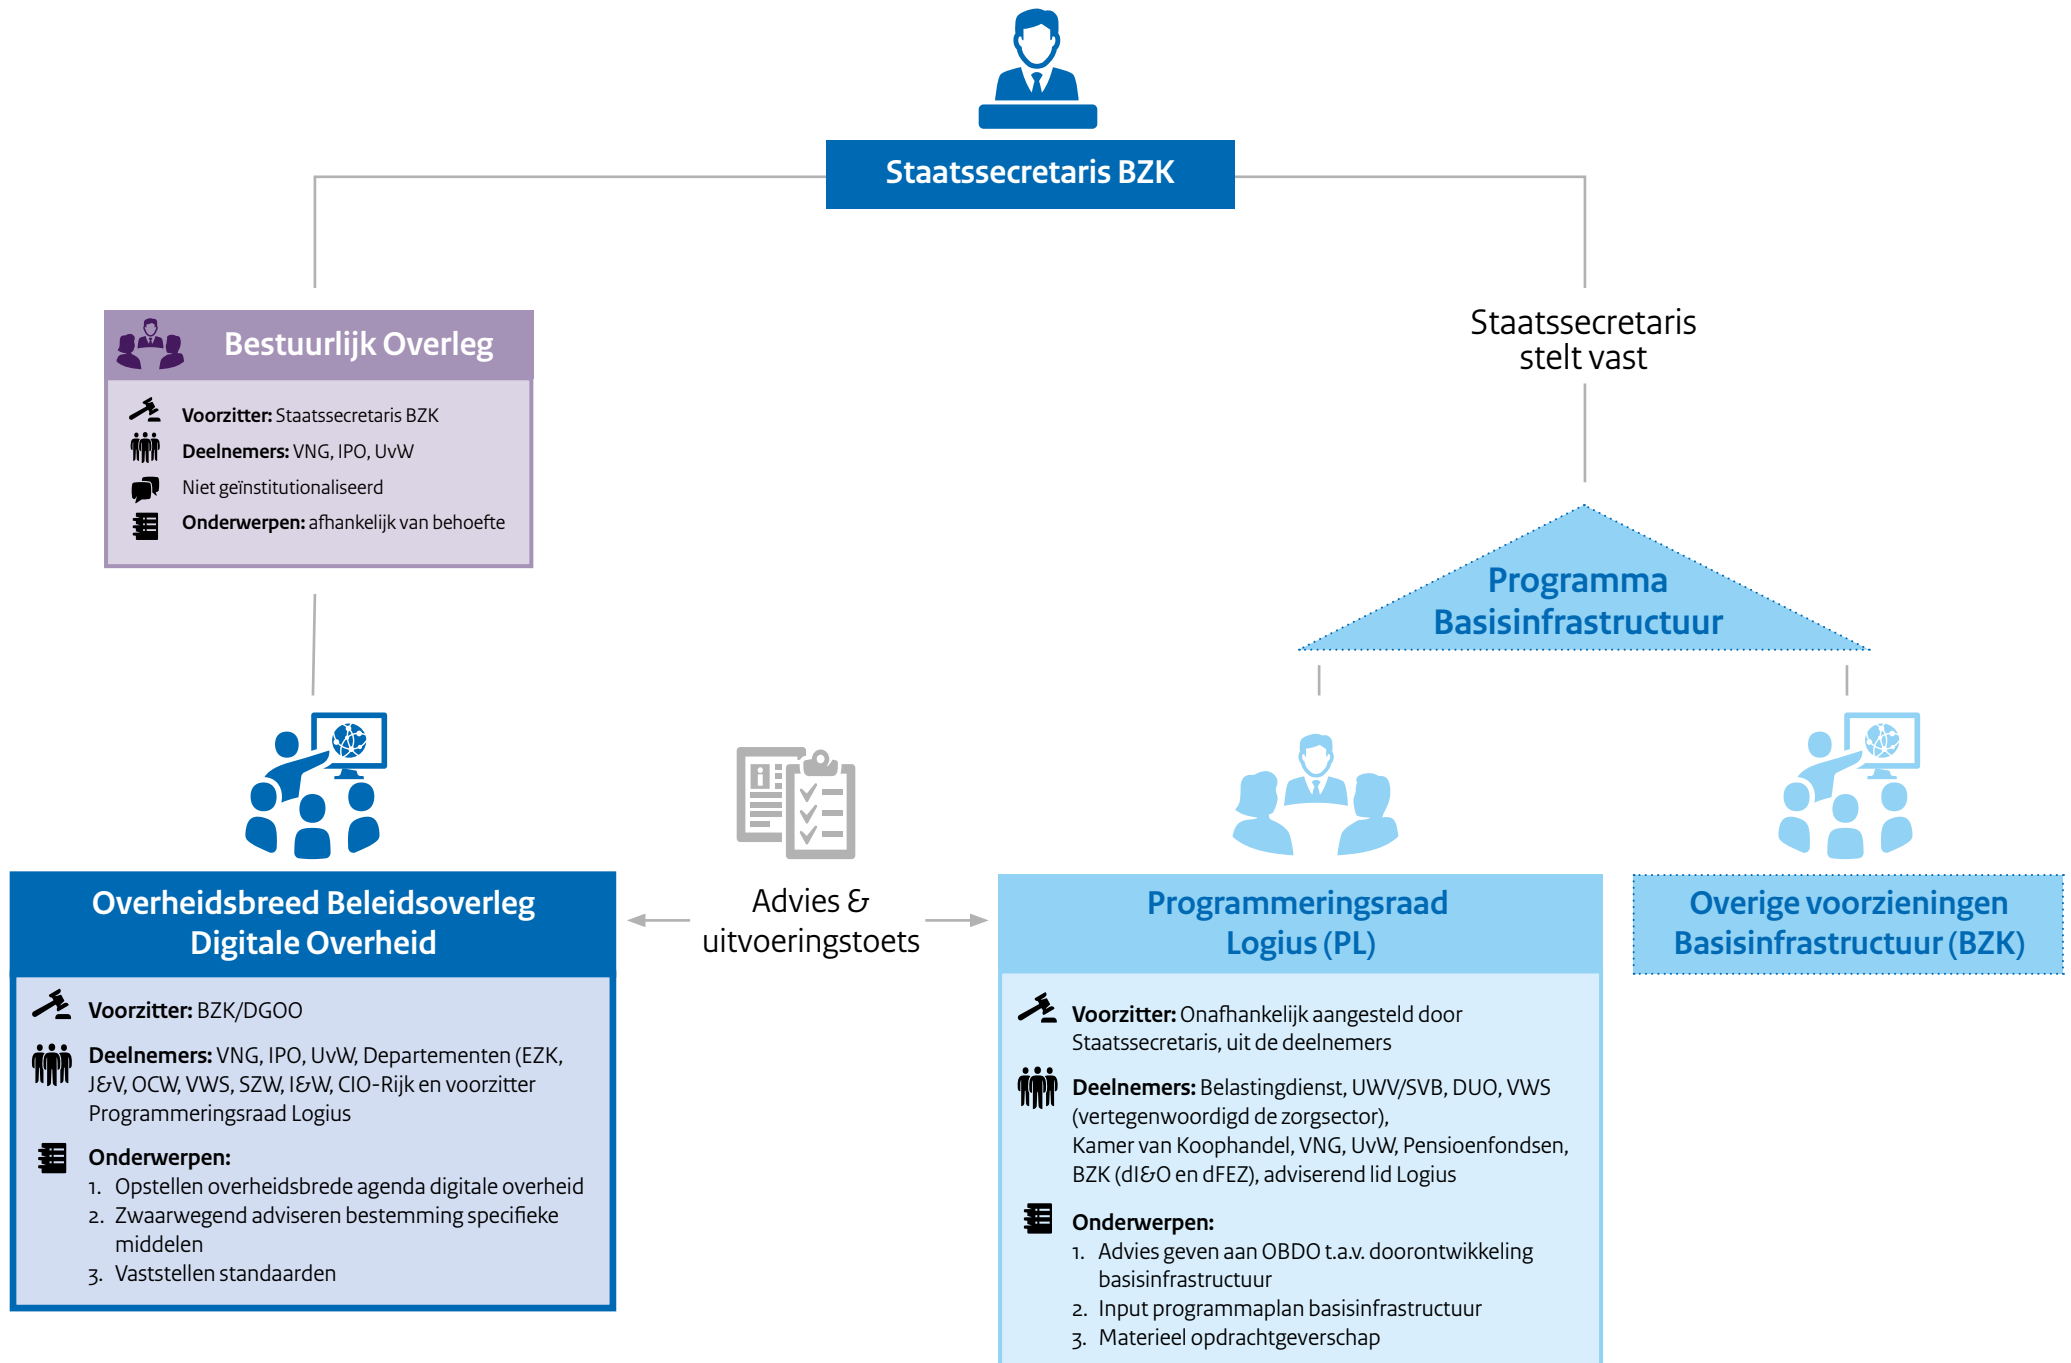 Staatssecretaris BZK
Bestuurlijk Overleg
Voorzitter: Staatssecretaris BZK
Deelnemers: VNG, IPO, UvW
Niet geïnstitutionaliseerd
Onderwerpen: afhankelijk van behoefte
Staatssecretaris
stelt vast
Programma
Basisinfrastructuur
Overheidsbreed Beleidsoverleg
Digitale Overheid
Voorzitter: BZK/DGOO
Deelnemers: VNG, IPO, UvW, Departementen (EZK,
J&V, OCW, VWS, SZW, I&W, CIO-Rijk en voorzitter
Programmeringsraad Logius
Onderwerpen:
1. Opstellen overheidsbrede agenda digitale overheid
2. Zwaarwegend adviseren bestemming specifieke
middelen
3. Vaststellen standaarden
Advies &
uitvoeringstoets
Programmeringsraad
Logius (PL)
Voorzitter: Onafhankelijk aangesteld door
Staatssecretaris, uit de deelnemers
Deelnemers: Belastingdienst, UWV/SVB, DUO, VWS
(vertegenwoordigd de zorgsector),
Kamer van Koophandel, VNG, UvW, Pensioenfondsen,
BZK (dI&O en dFEZ), adviserend lid Logius
Onderwerpen:
1. Advies geven aan OBDO t.a.v. doorontwikkeling
basisinfrastructuur
2. Input programmaplan basisinfrastructuur
3. Materieel opdrachtgeverschap
Overige voorzieningen
Basisinfrastructuur (BZK)